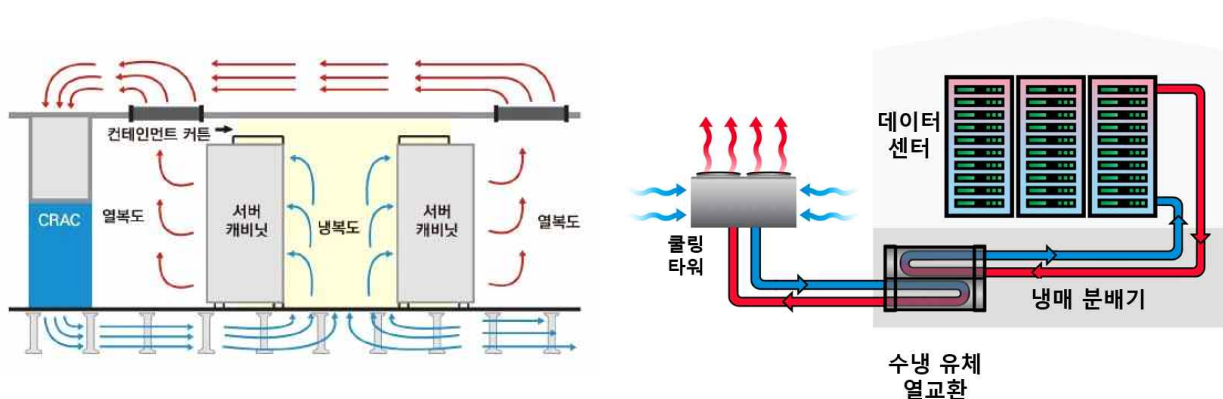 컨테인먼트 커튼
CRAC
열복도
서버
캐비닛
냉복도
서버
캐비닛
열복도
데이터
센터
쿨링
타워
냉매 분배기
수냉 유체
열교환